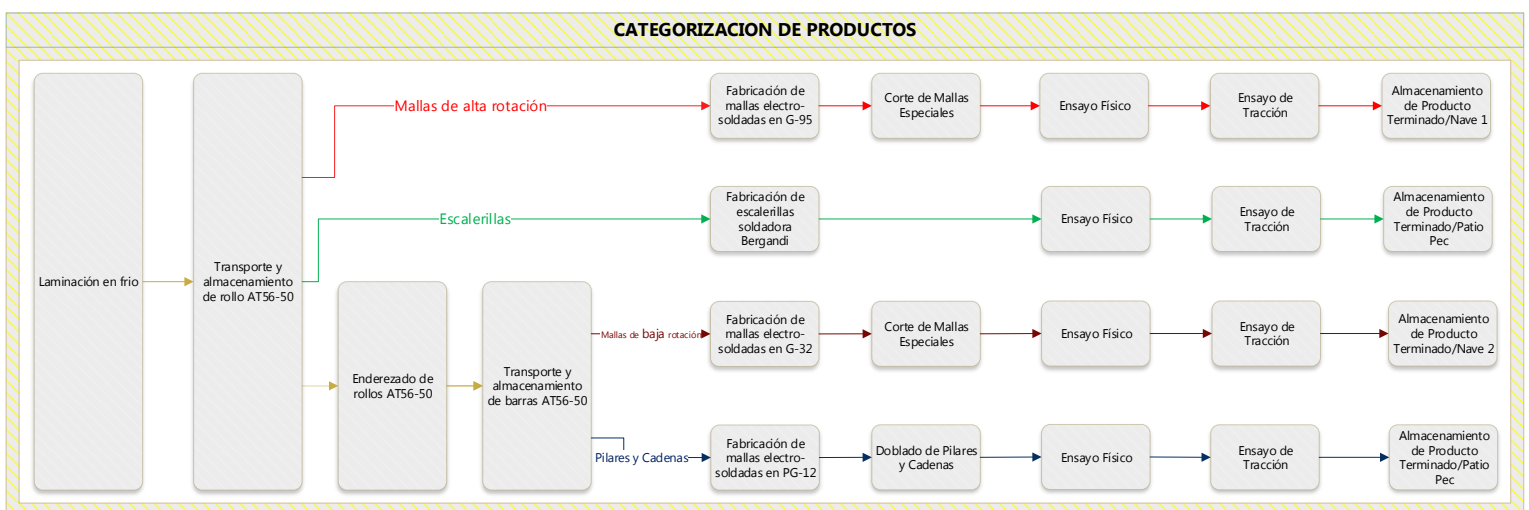 CATEGORIZACION DE PRODUCTOS
Laminación en frio
Transporte y
almacenamiento
de rollo AT56-50
Mallas de alta rotación
Fabricación de
mallas electro-
soldadas en G-95
Corte de Mallas
Especiales
Ensayo Físico
Ensayo de
Tracción
Almacenamiento
de Producto
Terminado/Nave 1
Escalerillas
Fabricación de
escalerillas
soldadora
Bergandi
Ensayo Físico
Ensayo de
Tracción
Almacenamiento
de Producto
Terminado/Patio
Pec
Enderezado de
rollos AT56-50
Transporte y
almacenamiento
de barras AT56-50
Mallas de baja rotación
Fabricación de
mallas electro-
soldadas en G-32
Corte de Mallas
Especiales
Ensayo Físico
Ensayo de
Tracción
Almacenamiento
de Producto
Terminado/Nave 2
Pilares y Cadenas
Fabricación de
mallas electro-
soldadas en PG-12
Doblado de Pilares
y Cadenas
Ensayo Físico
Ensayo de
Tracción
Almacenamiento
de Producto
Terminado/Patio
Pec